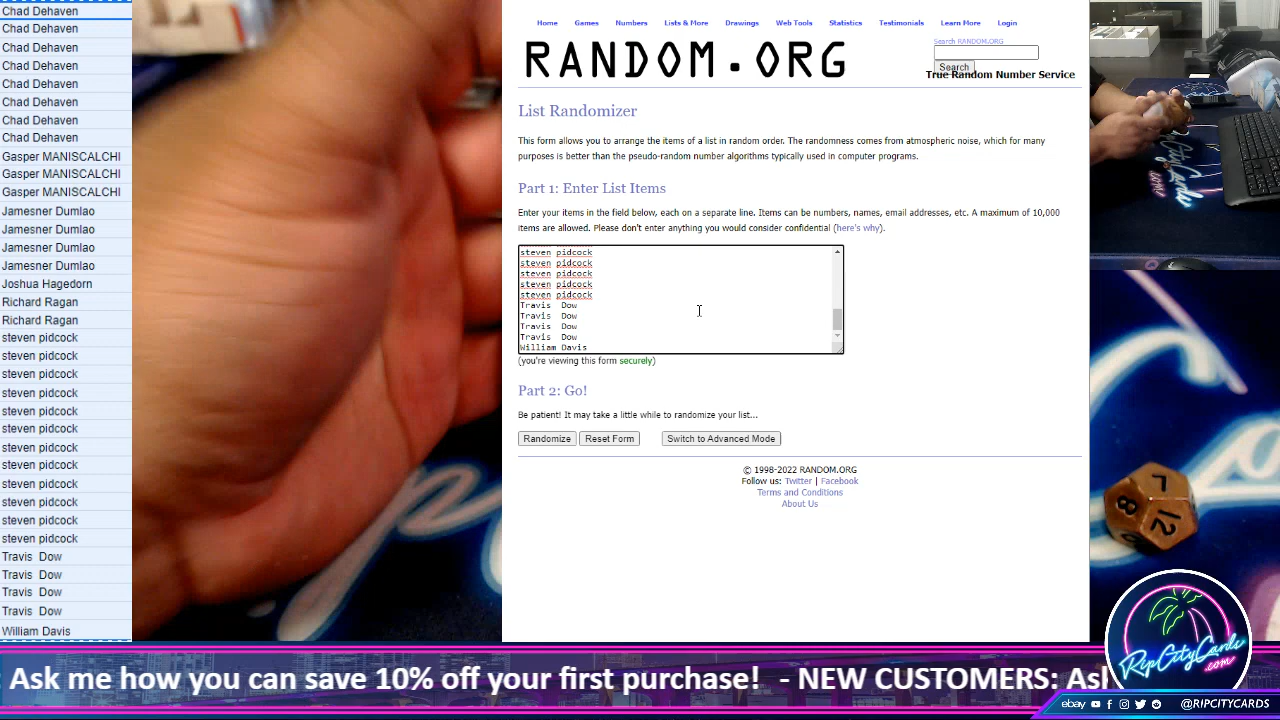 Chad Dehaven
Chad Dehaven
Chad Dehaven
Chad Dehaven
Chad Dehaven
Chad Dehaven
Chad Dehaven
Chad Dehaven
Gasper MANISCALCHI
Gasper MANISCALCHI
Gasper MANISCALCHI
Jamesner Dumlao
Jamesner Dumlao
Jamesner Dumlao
Jamesner Dumlao
Joshua Hagedorn
Richard Ragan
Richard Ragan
steven pidcock
steven pidcock
steven pidcock
steven pidcock
steven pidcock
steven pidcock
steven pidcock
steven pidcock
steven pidcock
steven pidcock
steven pidcock
steven pidcock
Travis Dow
Travis Dow
Travis Dow
Travis Dow
William Davis
Home Games Numbers Lists & More Drawings Web Tools Statistics Testimonials Learn More Login
RANDOM.ORG
Search RANDOM.ORG
Search
True Random Number Service
List Randomizer
This form allows you to arrange the items of a list in random order. The randomness comes from atmospheric noise, which for many
purposes is better than the pseudo-random number algorithms typically used in computer programs.
Part 1: Enter List Items
Enter your items in the field below, each on a separate line. Items can be numbers, names, email addresses, etc. A maximum of 10,000
items are allowed. Please don't enter anything you would consider confidential (here's why).
steven pidcock
steven pidcock
steven pidcock
steven pidcock
steven pidcock
Travis Dow
Travis Dow
Travis Dow
Travis Dow
William Davis
(you're viewing this form securely)
Part 2: Go!
Be patient! It may take a little while to randomize your list...
Randomize Reset Form Switch to Advanced Mode
© 1998-2022 RANDOM.ORG
Follow us: Twitter | Facebook
Terms and Conditions
About Us
7
8
12
RipCityCards
.com
Ask me how you can save 10% off your first purchase! - NEW CUSTOMERS: Ask
ebay @RIPCITYCARDS